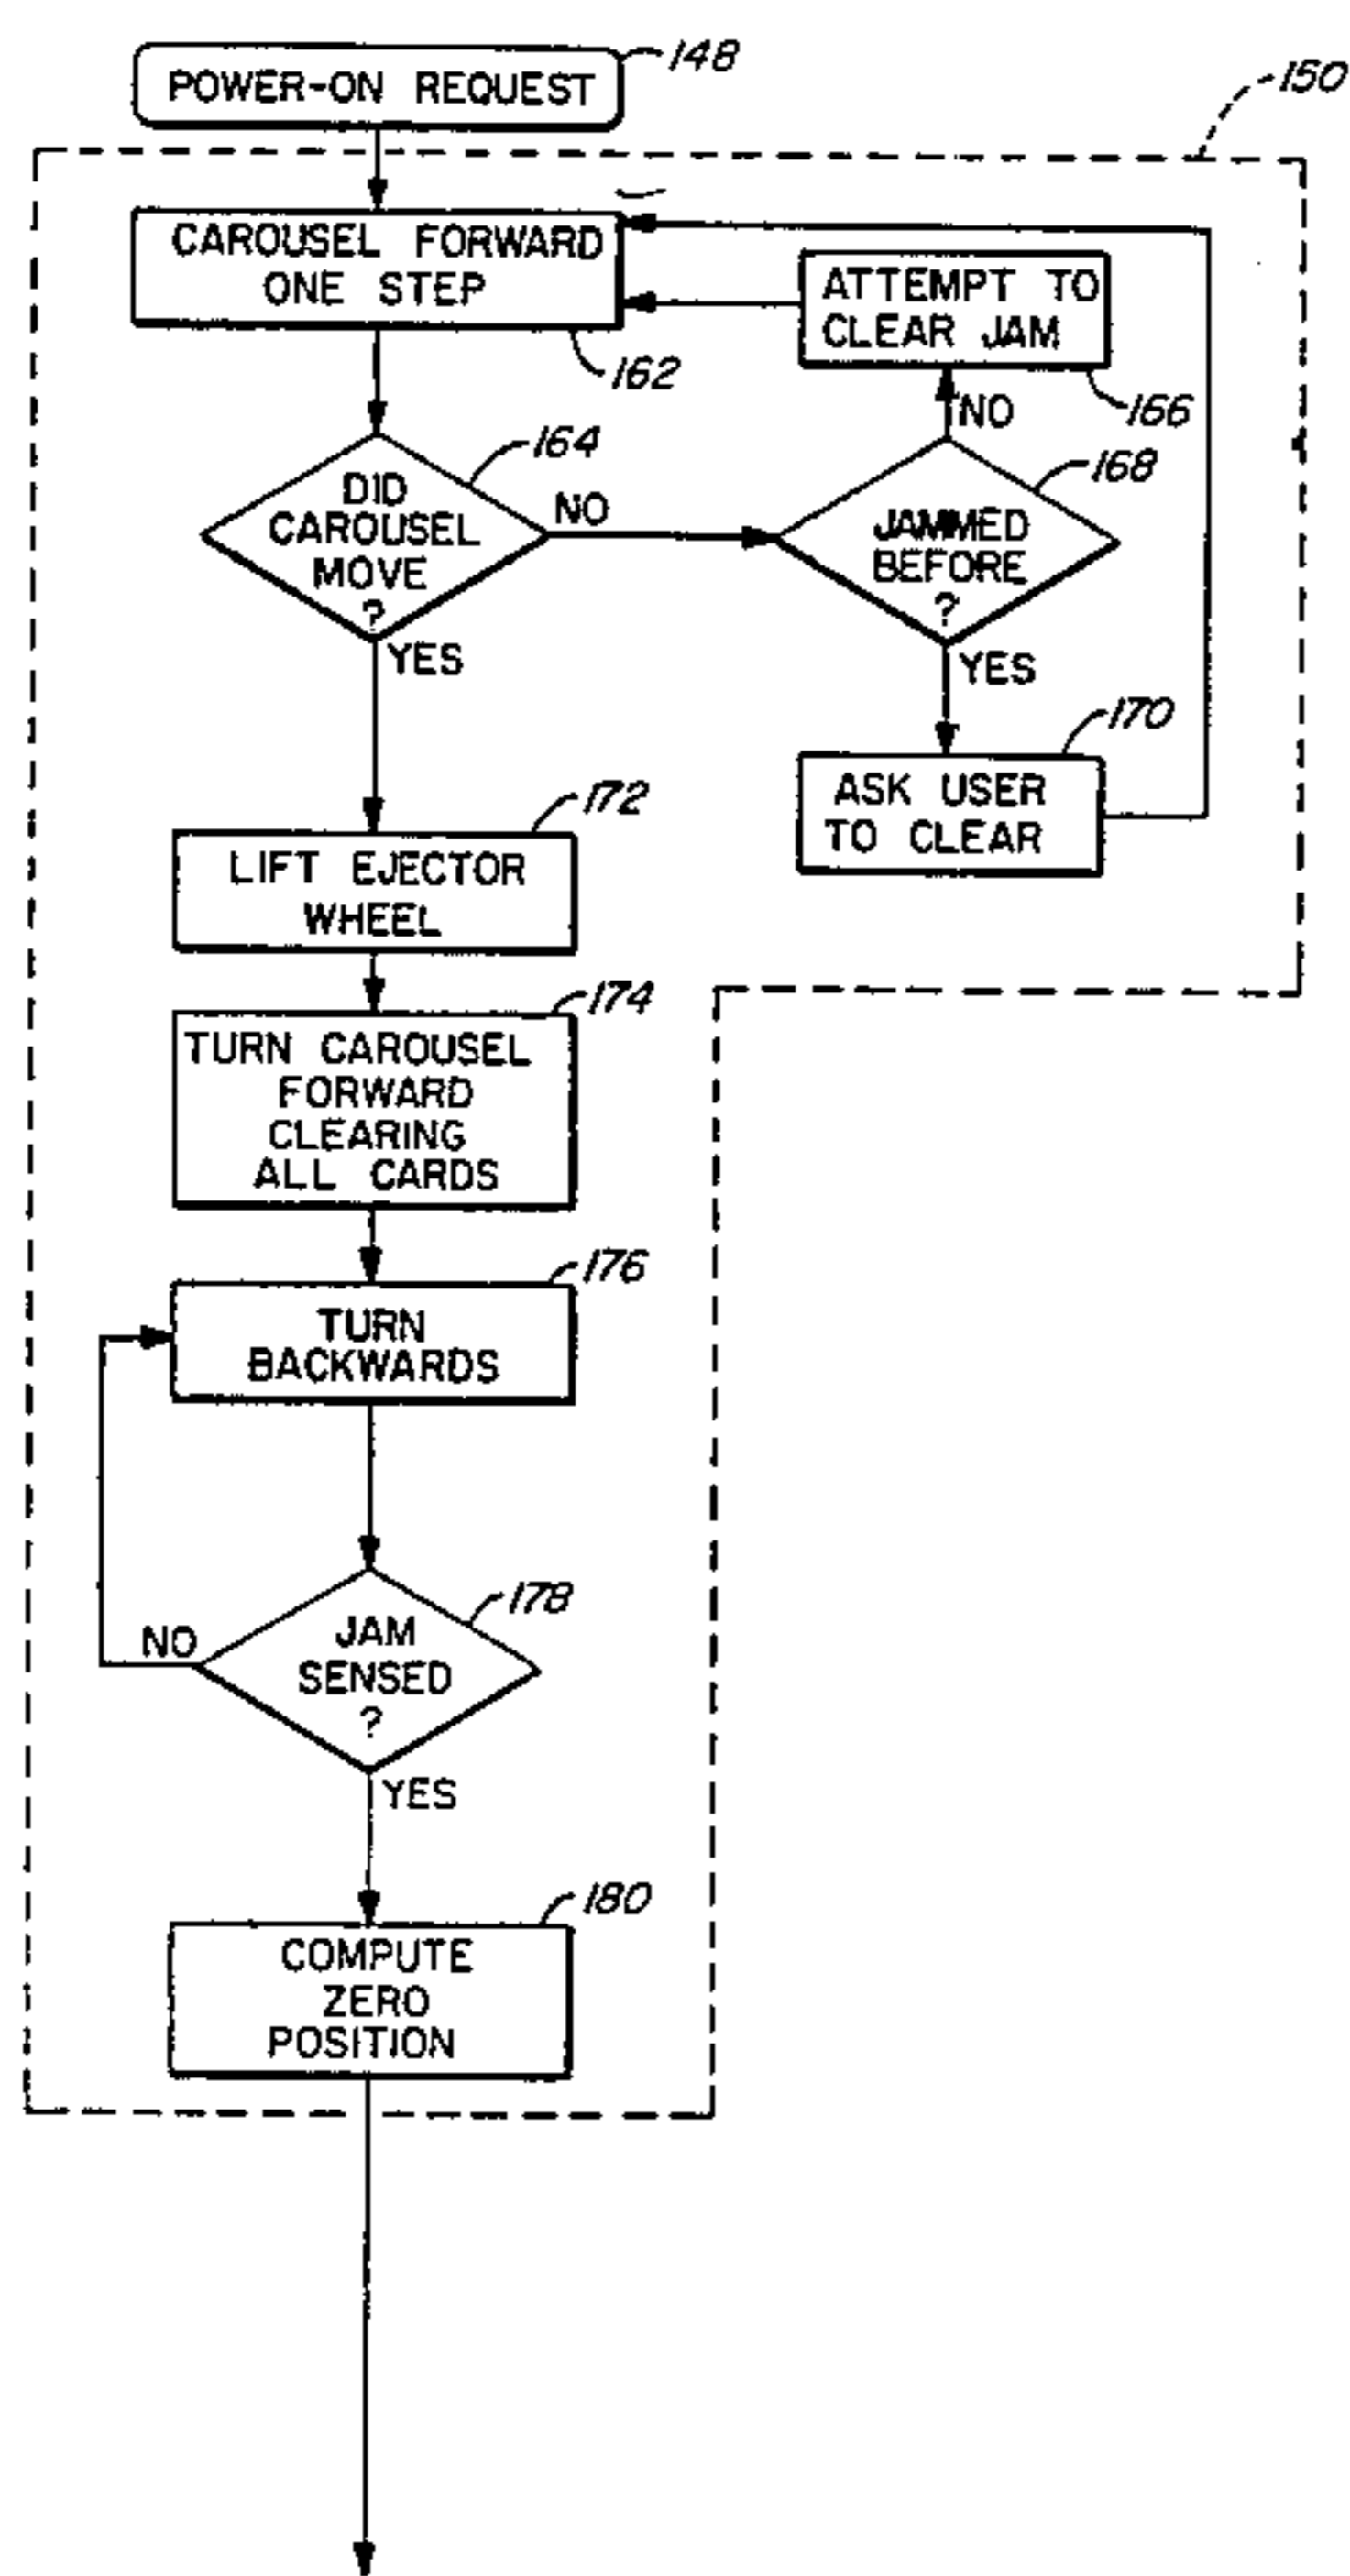 POWER-ON REQUEST
148
150
CAROUSEL FORWARD
ONE STEP
162
ATTEMPT TO
CLEAR JAM
166
NO
164
DID
CAROUSEL
MOVE
?
NO
YES
168
JAMMED
BEFORE
?
YES
170
ASK USER
TO CLEAR
172
LIFT EJECTOR
WHEEL
174
TURN CAROUSEL
FORWARD
CLEARING
ALL CARDS
176
TURN
BACKWARDS
178
JAM
SENSED
?
NO
YES
180
COMPUTE
ZERO
POSITION